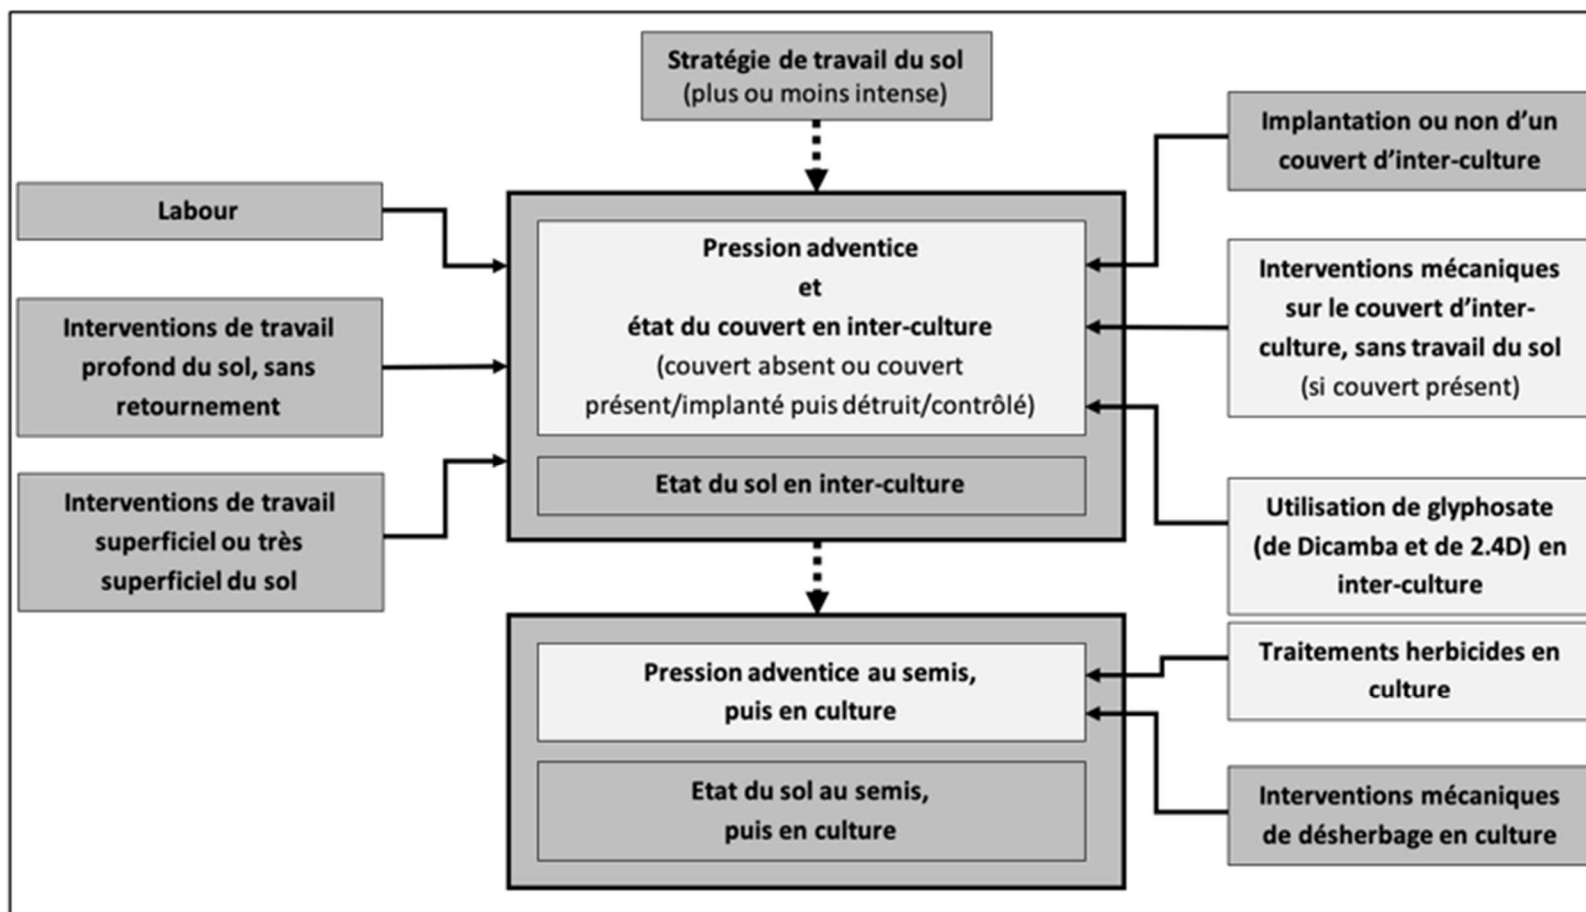 Stratégie de travail du sol
(plus ou moins intense)
Implantation ou non d'un
couvert d'inter-culture
Labour
Pression adventice
et
état du couvert en inter-culture
(couvert absent ou couvert
présent/implanté puis détruit/contrôlé)
Interventions mécaniques
sur le couvert d'inter-
culture, sans travail du sol
(si couvert présent)
Interventions de travail
profond du sol, sans
retournement
Etat du sol en inter-culture
Interventions de travail
superficiel ou très
superficiel du sol
Utilisation de glyphosate
(de Dicamba et de 2.4D) en
inter-culture
Pression adventice au semis,
puis en culture
Traitements herbicides en
culture
Etat du sol au semis,
puis en culture
Interventions mécaniques
de désherbage en culture